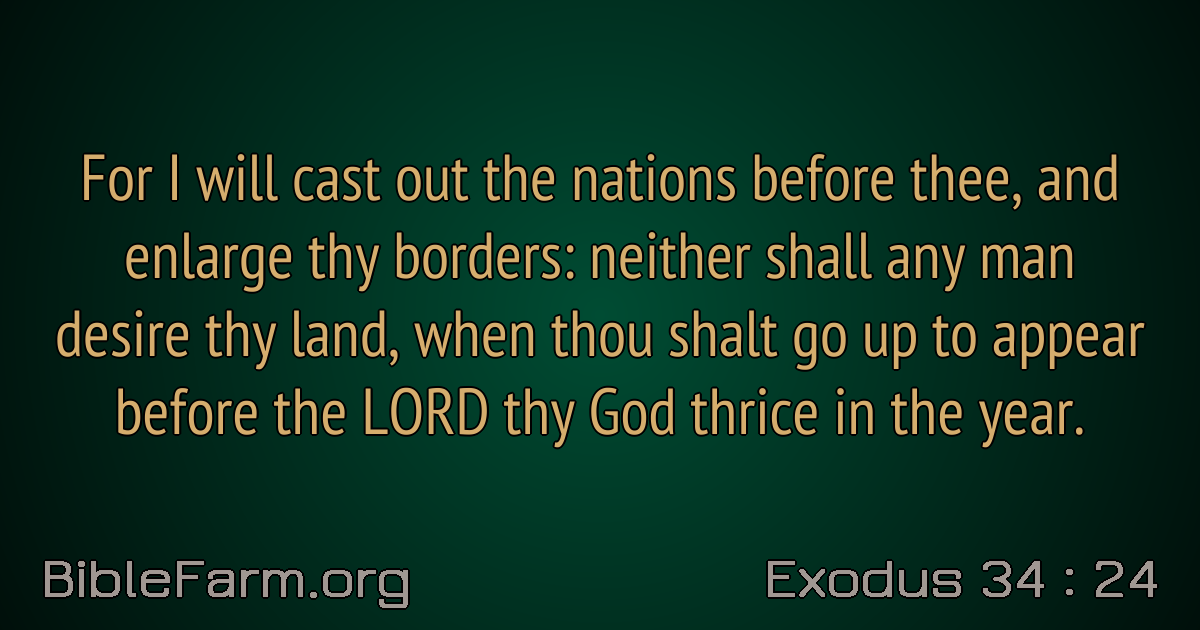 For I will cast out the nations before thee, and
enlarge thy borders: neither shall any man
desire thy land, when thou shalt go up to appear
before the LORD thy God thrice in the year.
BibleFarm.org
Exodus 34 : 24